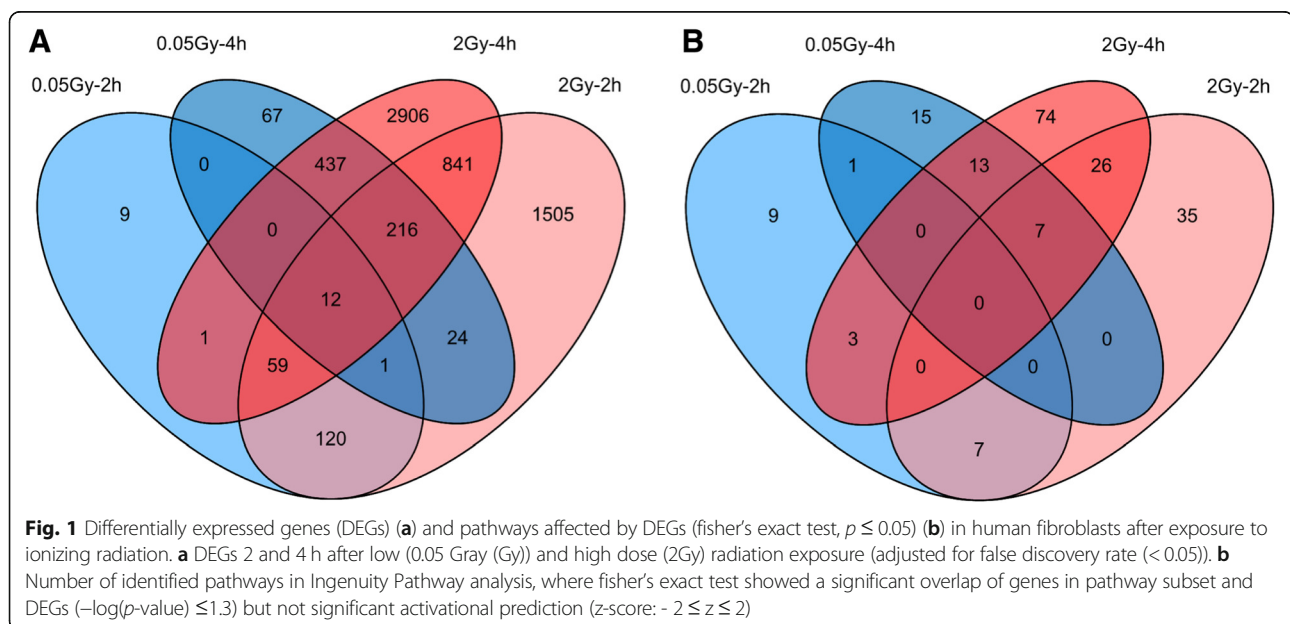 A
0.05Gy-4h
2Gy-4h
0.05Gy-2h
2Gy-2h
67
2906
0
437
841
9
0
216
1505
12
1
59
1
24
120
B
0.05Gy-4h
2Gy-4h
0.05Gy-2h
2Gy-2h
15
74
1
13
26
9
0
7
35
0
3
0
0
0
7
Fig. 1 Differentially expressed genes (DEGs) (a) and pathways affected by DEGs (fisher's exact test, p ≤ 0.05) (b) in human fibroblasts after exposure to
ionizing radiation. a DEGs 2 and 4 h after low (0.05 Gray (Gy)) and high dose (2Gy) radiation exposure (adjusted for false discovery rate (< 0.05)). b
Number of identified pathways in Ingenuity Pathway analysis, where fisher's exact test showed a significant overlap of genes in pathway subset and
DEGs (−log(p-value) ≤1.3) but not significant activational prediction (z-score: - 2 ≤ z ≤ 2)